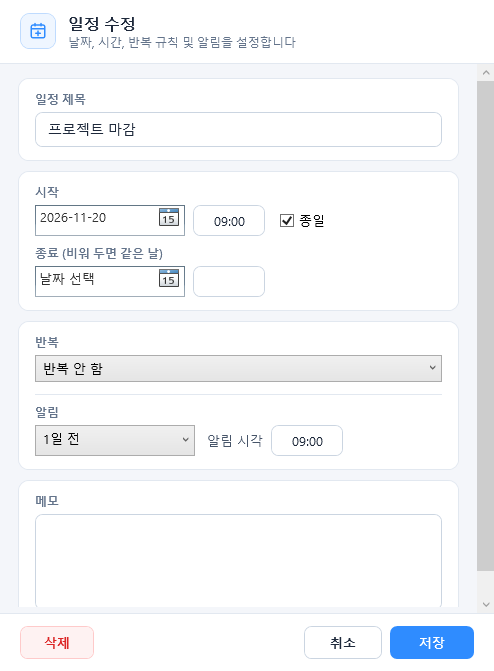 일정 수정
날짜, 시간, 반복 규칙 및 알림을 설정합니다
일정 제목
프로젝트 마감
시작
2026-11-20 15 09:00 종일
종료 (비워 두면 같은 날)
날짜 선택 15
반복
반복 안 함
알림
1일 전 알림 시각 09:00
메모
삭제 취소 저장